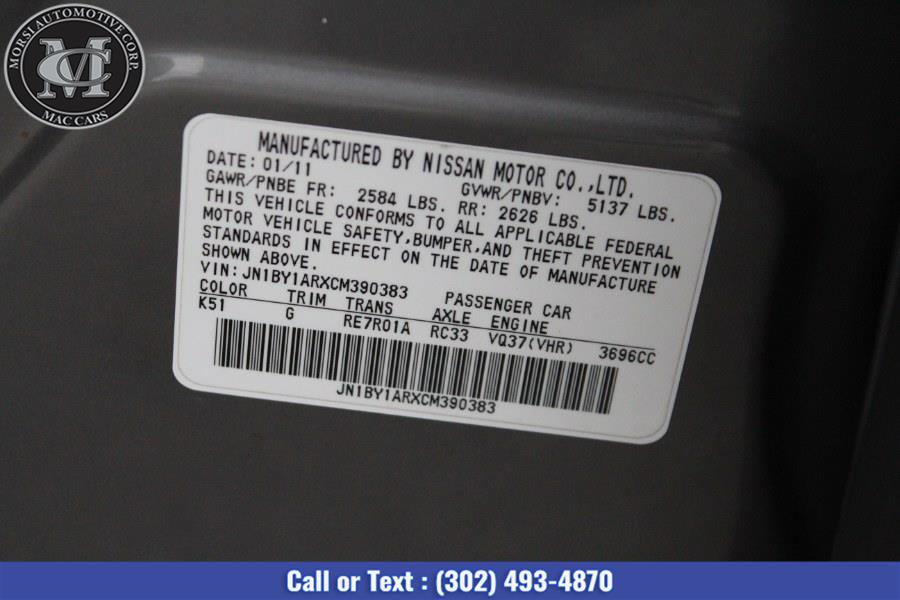 MORSI AUTOMOTIVE CORP.
MC
MAC CARS
MANUFACTURED BY NISSAN MOTOR CO.,LTD.
DATE: 01/11 GVWR/PNBV: 5137 LBS.
GAWR/PNBE FR: 2584 LBS. RR: 2626 LBS.
THIS VEHICLE CONFORMS TO ALL APPLICABLE FEDERAL
MOTOR VEHICLE SAFETY,BUMPER,AND THEFT PREVENTION
STANDARDS IN EFFECT ON THE DATE OF MANUFACTURE
SHOWN ABOVE.
VIN:JN1BY1ARXCM390383 PASSENGER CAR
COLOR TRIM TRANS AXLE ENGINE
K51 G RE7R01A RC33 VQ37(VHR) 3696CC
JN1BY1ARXCM390383
Call or Text : (302) 493-4870